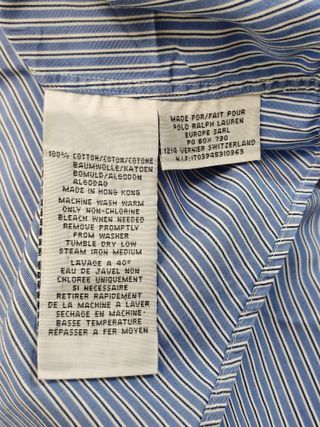 100% COTTON/COTON/COTONE
BAUMWOLLE/KATOEN
BOMULD/ALGODON
ALGODAO
MADE IN HONG KONG
MACHINE WASH WARM
ONLY NON-CHLORINE
BLEACH WHEN NEEDED
REMOVE PROMPTLY
FROM WASHER
TUMBLE DRY LOW
STEAM IRON MEDIUM
LAVAGE A 40°
EAU DE JAVEL NON
CHLOREE UNIQUEMENT
SI NECESSAIRE
RETIRER RAPIDEMENT
DE LA MACHINE A LAVER
SECHAGE EN MACHINE-
BASSE TEMPERATURE
REPASSER A FER MOYEN
MADE FOR/FAIT POUR
POLO RALPH LAUREN
EUROPE SARL
PO BOX 790
1214 VERNIER SWITZERLAND
N.I.F:IT03945310963